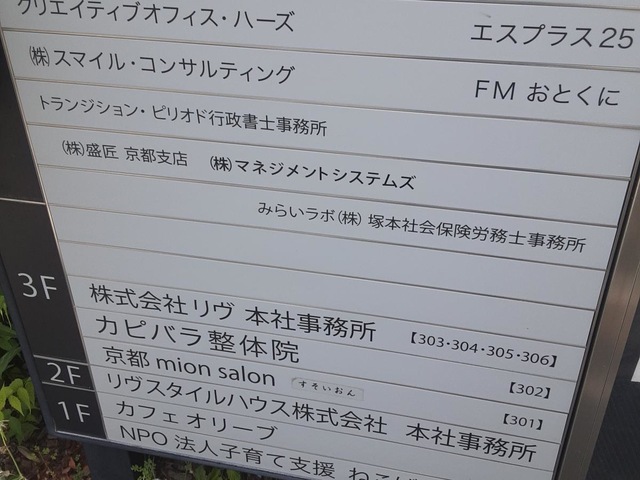 クリエイティブオフィス・ハーズ エスプラス25
㈱スマイル・コンサルティング FM おとくに
トランジション・ピリオド行政書士事務所
㈱盛匠 京都支店 ㈱マネジメントシステムズ
みらいラボ㈱ 塚本社会保険労務士事務所
3F 株式会社リヴ 本社事務所 【303・304・305・306】
カピバラ整体院 【302】
京都 mion salon すそいおん 【301】
2F リヴスタイルハウス株式会社 本社事務所
1F カフェオリーブ
NPO 法人子育て支援